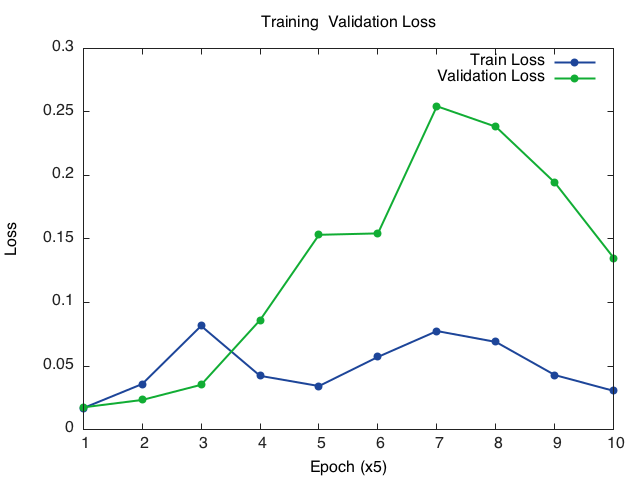 Training  Validation Loss
0.3
0.25
0.2
0.15
0.1
0.05
0
Loss
Train Loss
Validation Loss
1 2 3 4 5 6 7 8 9 10
Epoch (x5)